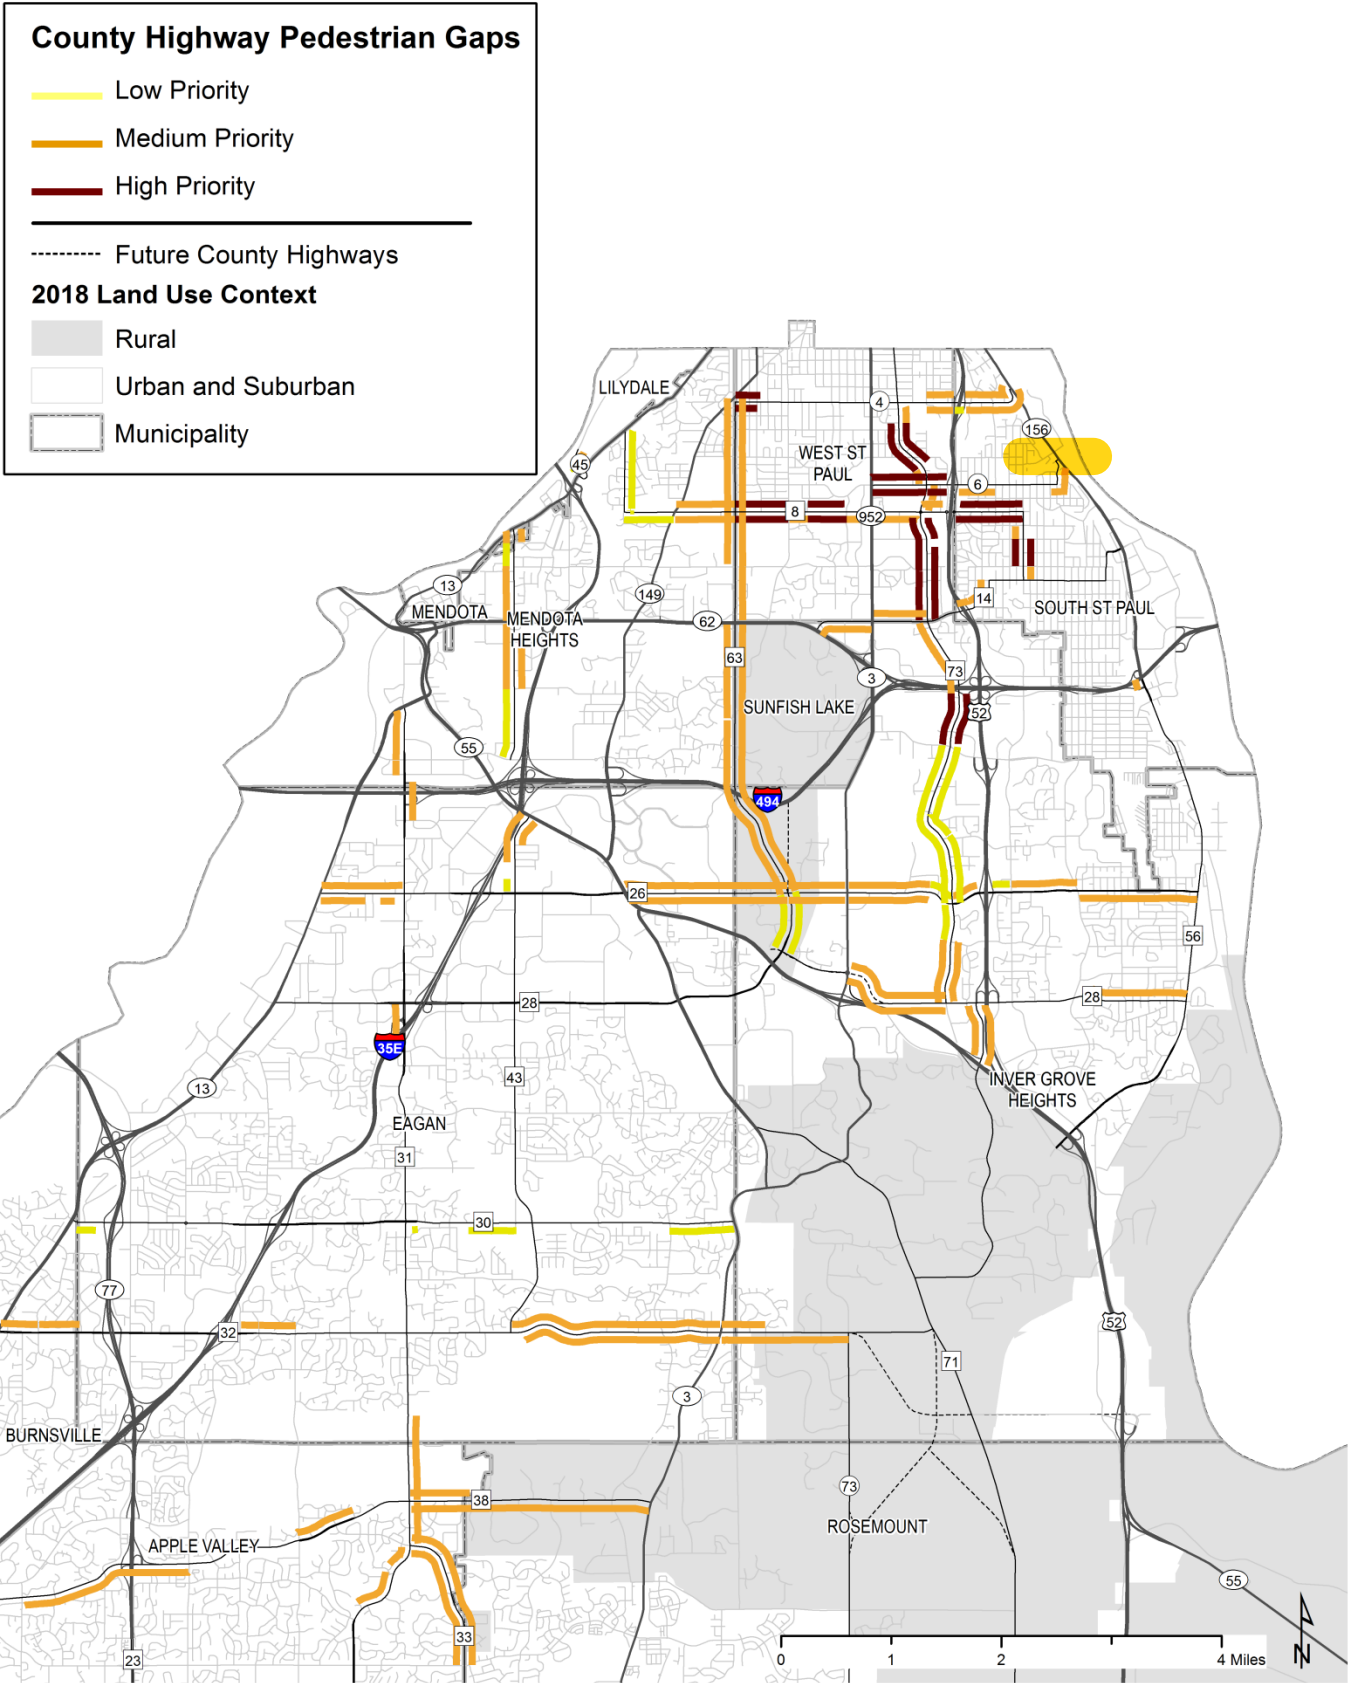 County Highway Pedestrian Gaps
Low Priority
Medium Priority
High Priority
Future County Highways
2018 Land Use Context
Rural
Urban and Suburban
Municipality
LILYDALE
4
156
45
WEST ST
PAUL
6
8
952
13
149
14
MENDOTA
MENDOTA
HEIGHTS
62
SOUTH ST PAUL
63
3
73
SUNFISH LAKE
52
55
494
26
56
28
28
35E
13
43
INVER GROVE
HEIGHTS
EAGAN
31
30
77
32
52
71
3
BURNSVILLE
73
38
ROSEMOUNT
APPLE VALLEY
55
33
23
N
0 1 2 4 Miles